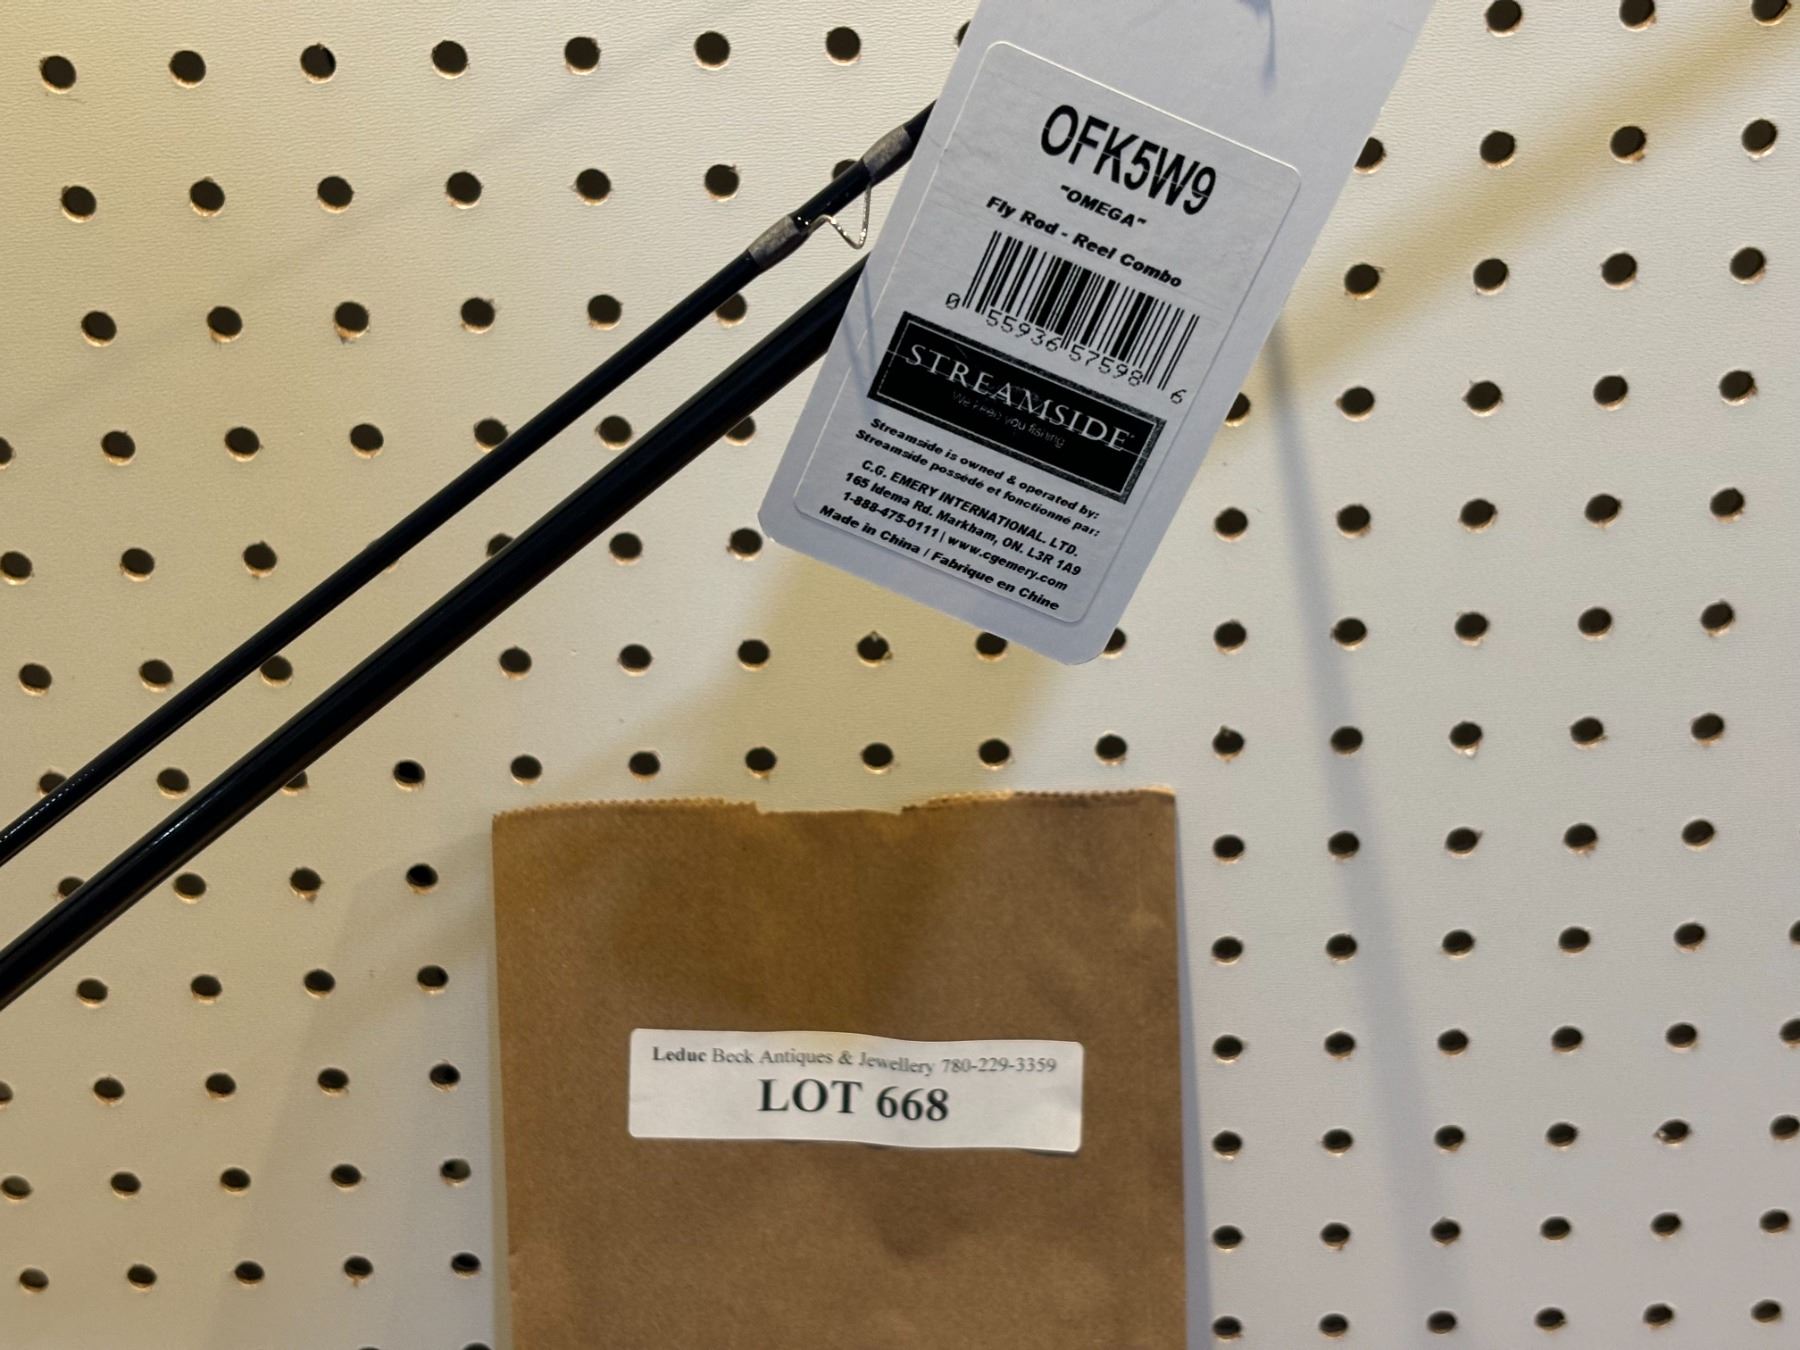 OFK5W9
"OMEGA"
Fly Rod - Reel Combo
0 55936 57598 6
STREAMSIDE
We keep you fishing
Streamside is owned & operated by:
Streamside possédé et fonctionné par:
C.G. EMERY INTERNATIONAL. LTD.
165 Idema Rd. Markham, ON. L3R 1A9
1-888-475-0111 | www.cgemery.com
Made in China / Fabrique en Chine
Leduc Beck Antiques & Jewellery 780-229-3359
LOT 668